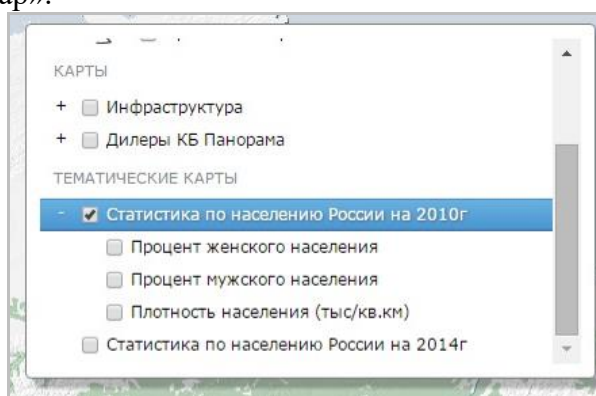 ар».
КАРТЫ
+ Инфраструктура
+ Дилеры КБ Панорама
ТЕМАТИЧЕСКИЕ КАРТЫ
- Статистика по населению России на 2010г
Процент женского населения
Процент мужского населения
Плотность населения (тыс/кв.км)
Статистика по населению России на 2014г